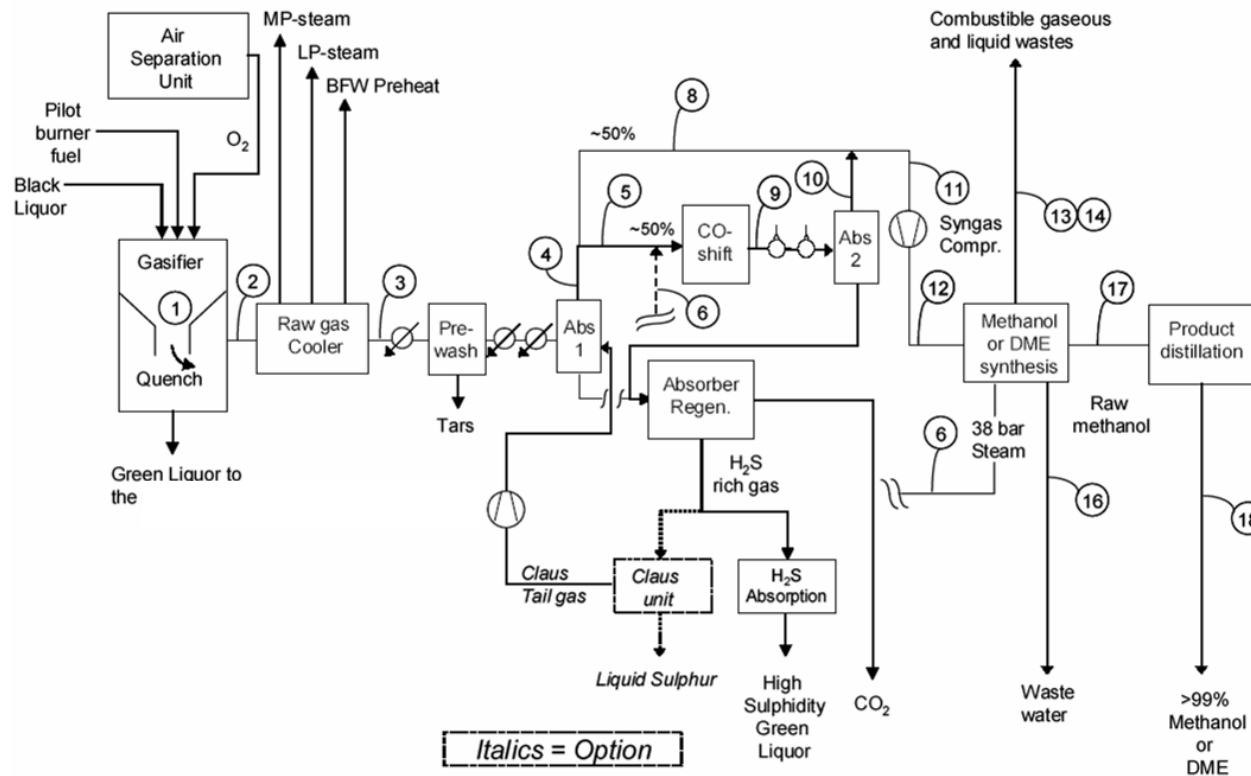 MP-steam
Air
Separation
Unit
LP-steam
BFW Preheat
Pilot
burner
fuel
O2
Black
Liquor
Gasifier
1
Quench
Green Liquor to
the
2
Raw gas
Cooler
3
Pre-
wash
Tars
4
Abs
1
~50%
8
5
~50%
6
CO-
shift
9
10
Abs
2
11
Syngas
Compr.
12
Combustible gaseous
and liquid wastes
13 14
Methanol
or DME
synthesis
17
Raw
methanol
Product
distillation
Absorber
Regen.
H2S
rich gas
6
38 bar
Steam
16
18
Claus
Tail gas
Claus
unit
H2S
Absorption
Liquid Sulphur
High
Sulphidity
Green
Liquor
CO2
Waste
water
>99%
Methanol
or
DME
Italics = Option